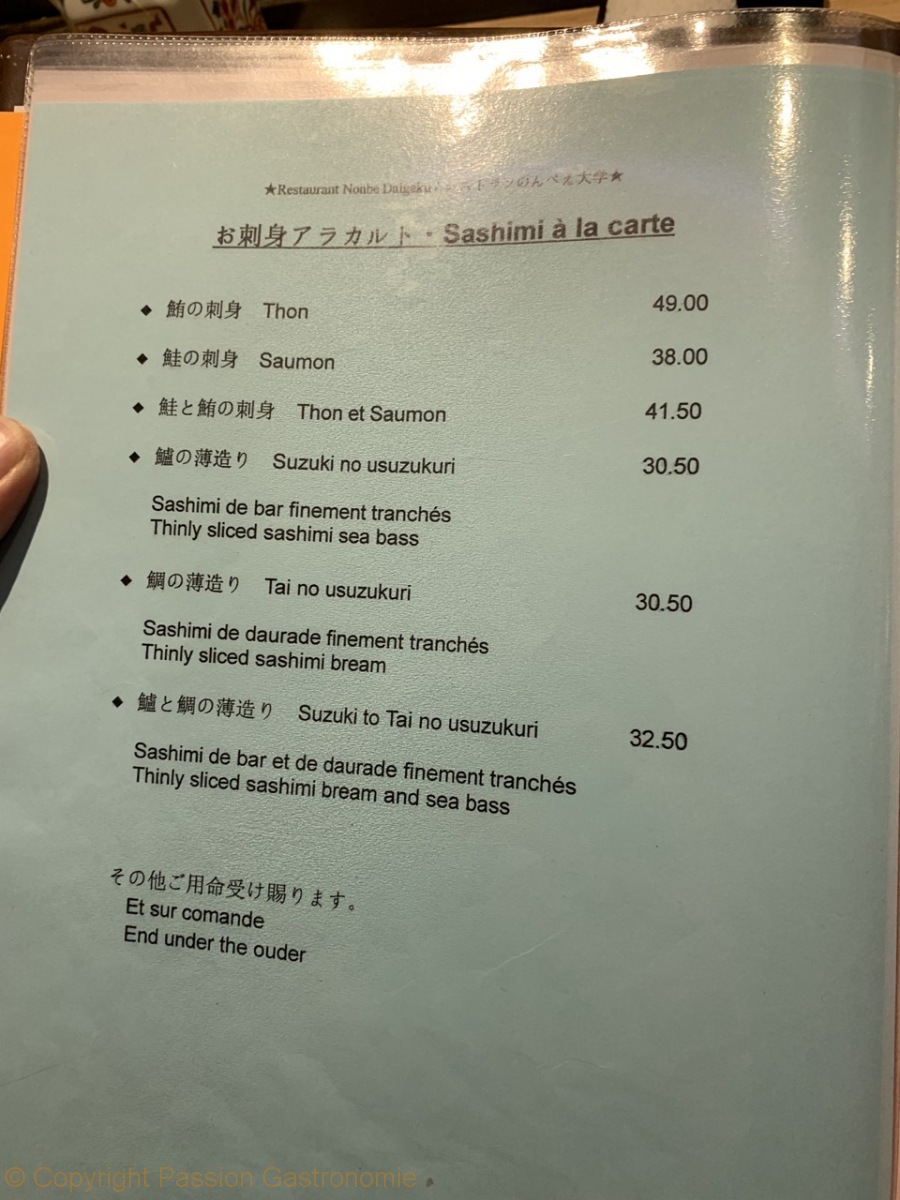 ★Restaurant Nonbe Daigaku レストランのんべえ大学★
お刺身アラカルト・Sashimi à la carte
◆ 鮪の刺身 Thon 49.00
◆ 鮭の刺身 Saumon 38.00
◆ 鮭と鮪の刺身 Thon et Saumon 41.50
◆ 鱸の薄造り Suzuki no usuzukuri 30.50
Sashimi de bar finement tranchés
Thinly sliced sashimi sea bass
◆ 鯛の薄造り Tai no usuzukuri 30.50
Sashimi de daurade finement tranchés
Thinly sliced sashimi bream
◆ 鱸と鯛の薄造り Suzuki to Tai no usuzukuri 32.50
Sashimi de bar et de daurade finement tranchés
Thinly sliced sashimi bream and sea bass
その他ご用命受け賜ります。
Et sur comande
End under the ouder
© Copyright Passion Gastronomie